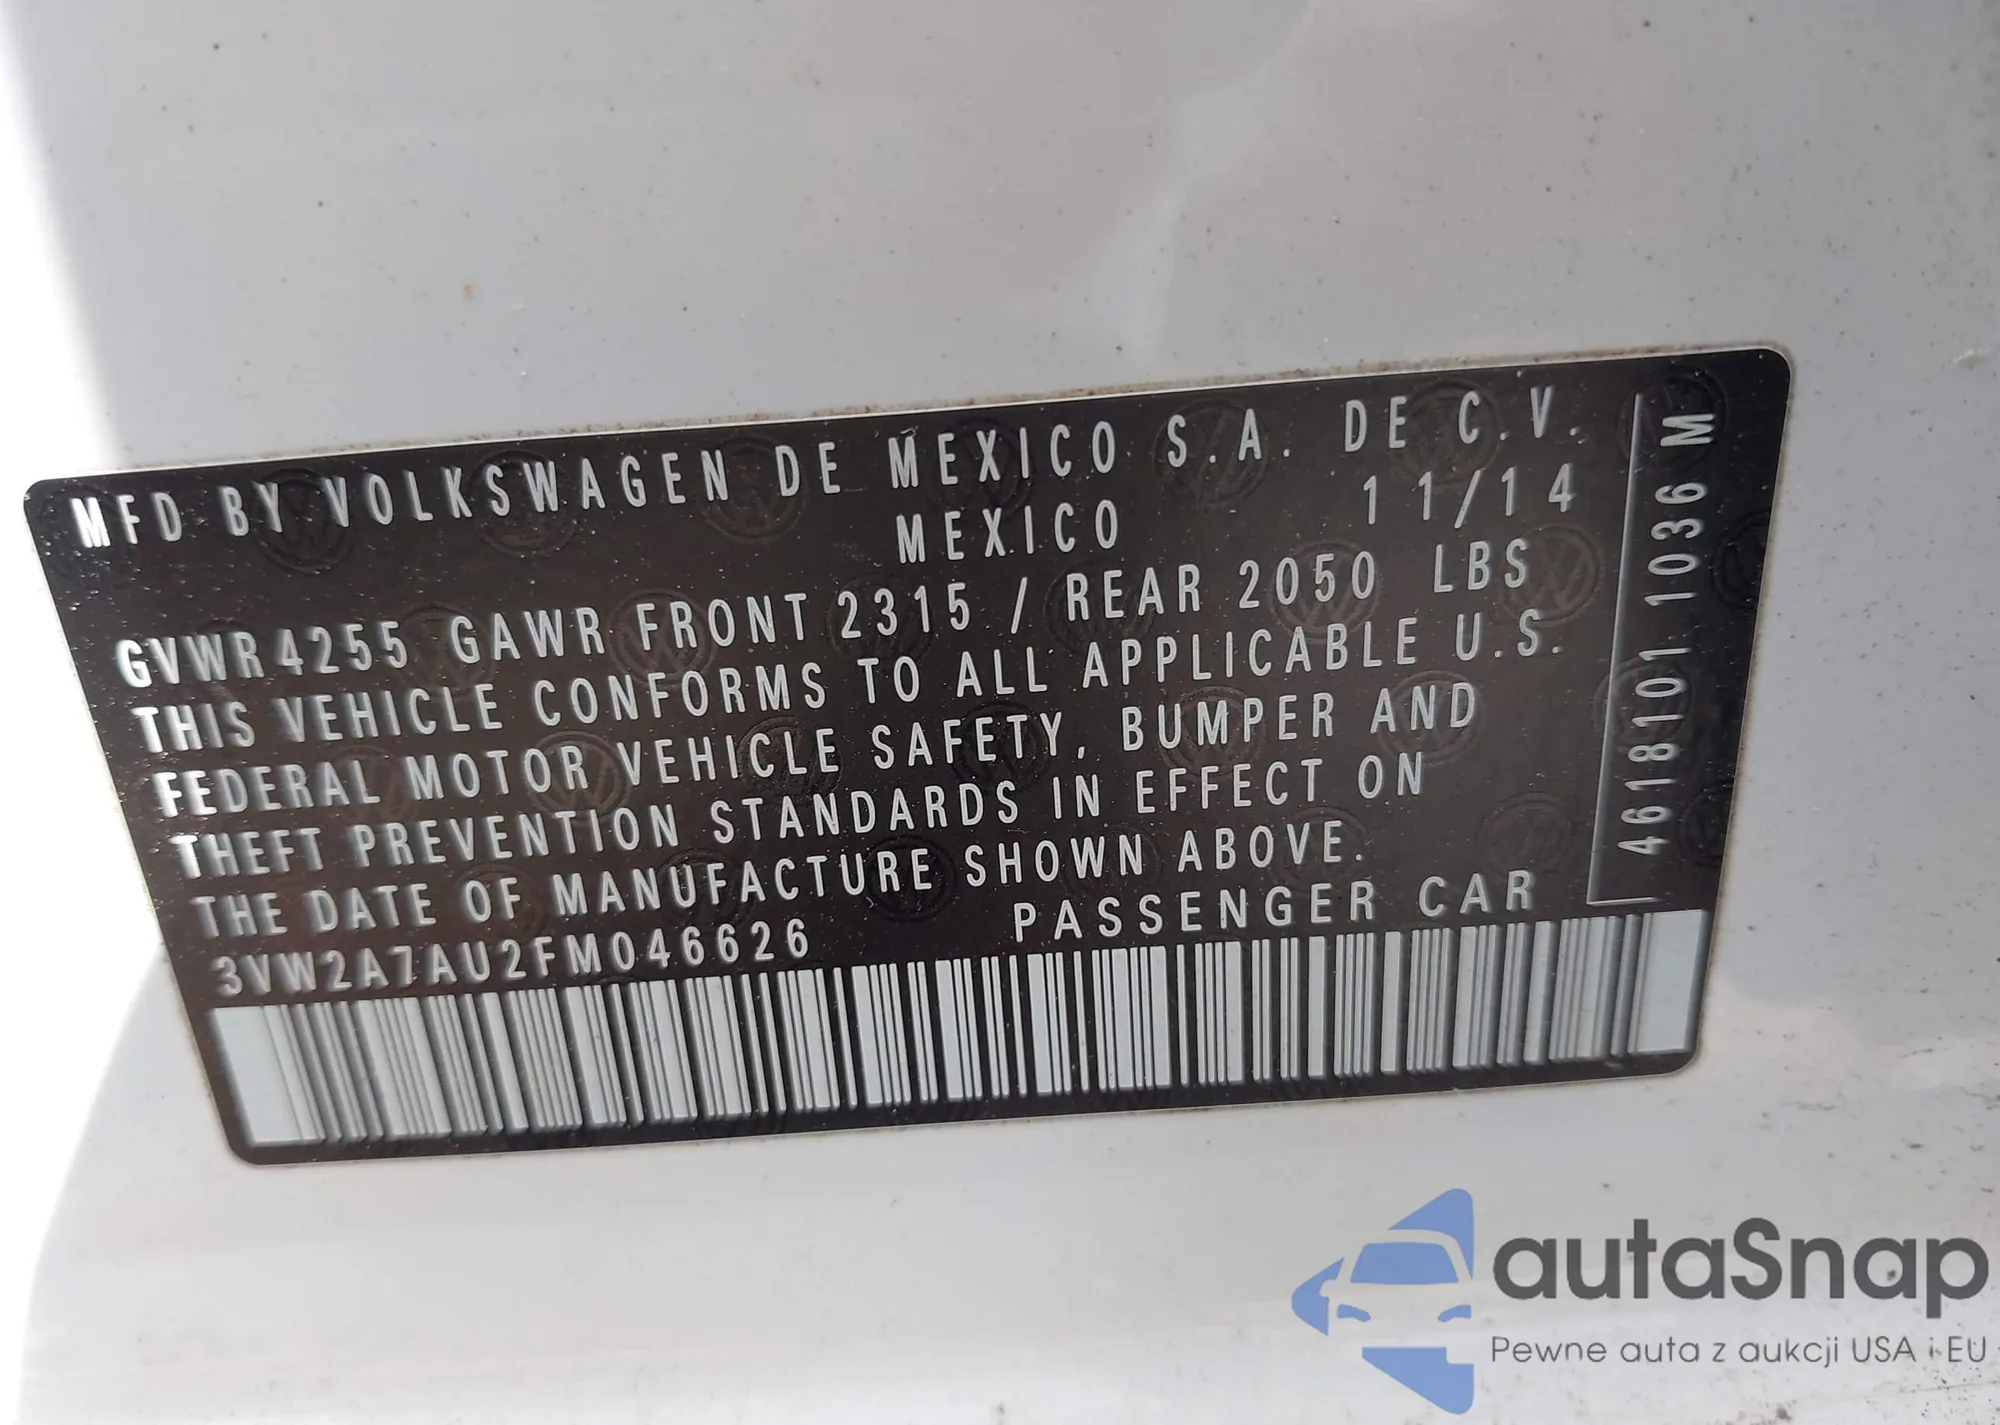 MFD BY VOLKSWAGEN DE MEXICO S.A. DE C.V.
MEXICO 11/14
GVWR 4255 GAWR FRONT 2315 / REAR 2050 LBS
THIS VEHICLE CONFORMS TO ALL APPLICABLE U.S.
FEDERAL MOTOR VEHICLE SAFETY, BUMPER AND
THEFT PREVENTION STANDARDS IN EFFECT ON
THE DATE OF MANUFACTURE SHOWN ABOVE.
3VW2A7AU2FM046626 PASSENGER CAR
4618101 1036 M
autaSnap
Pewne auta z aukcji USA i EU